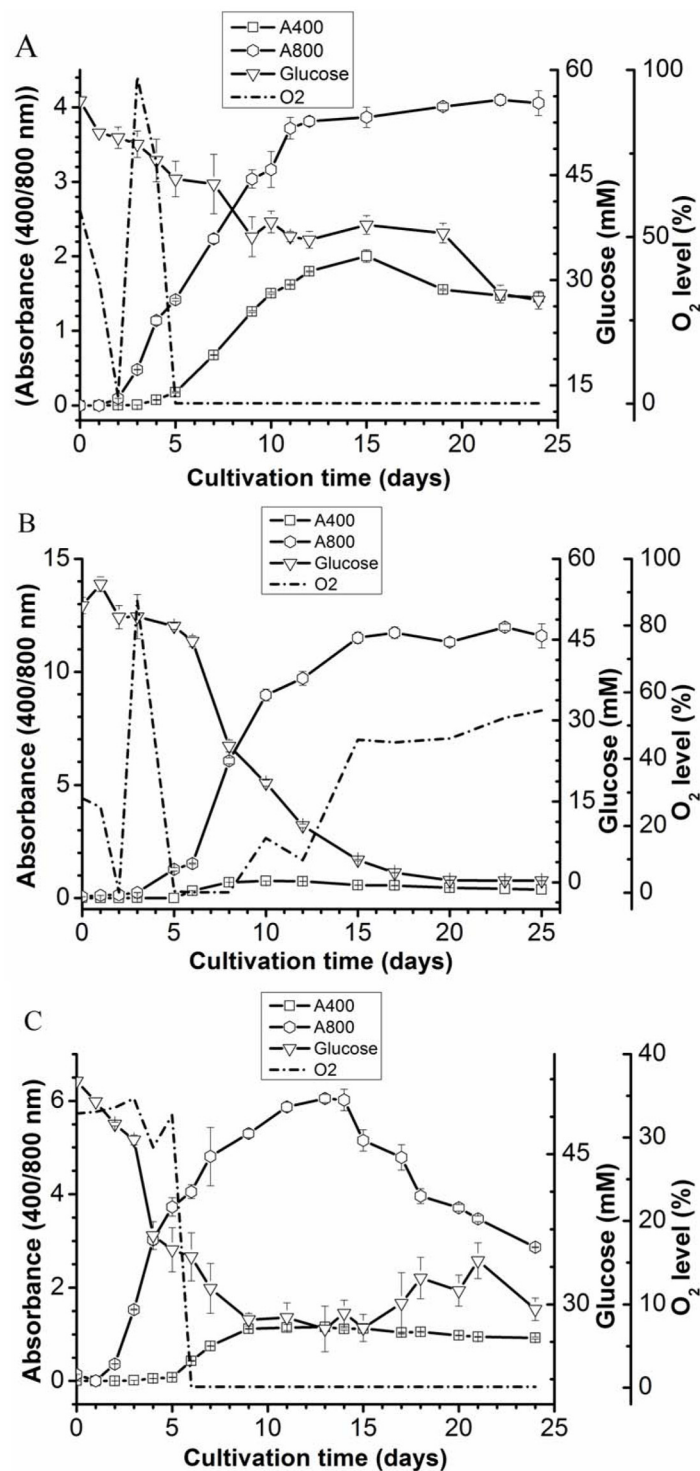 A
A400
A800
Glucose
O2
(Absorbance (400/800 nm))
4
3
2
1
0
60
45
30
15
Glucose (mM)
100
50
0
O2 level (%)
0 5 10 15 20 25
Cultivation time (days)
B
A400
A800
Glucose
O2
Absorbance (400/800 nm)
15
10
5
0
60
45
30
15
0
Glucose (mM)
100
80
60
40
20
0
O2 level (%)
0 5 10 15 20 25
Cultivation time (days)
C
A400
A800
Glucose
O2
Absorbance (400/800 nm)
6
4
2
0
45
30
Glucose (mM)
40
30
20
10
0
O2 level (%)
0 5 10 15 20 25
Cultivation time (days)